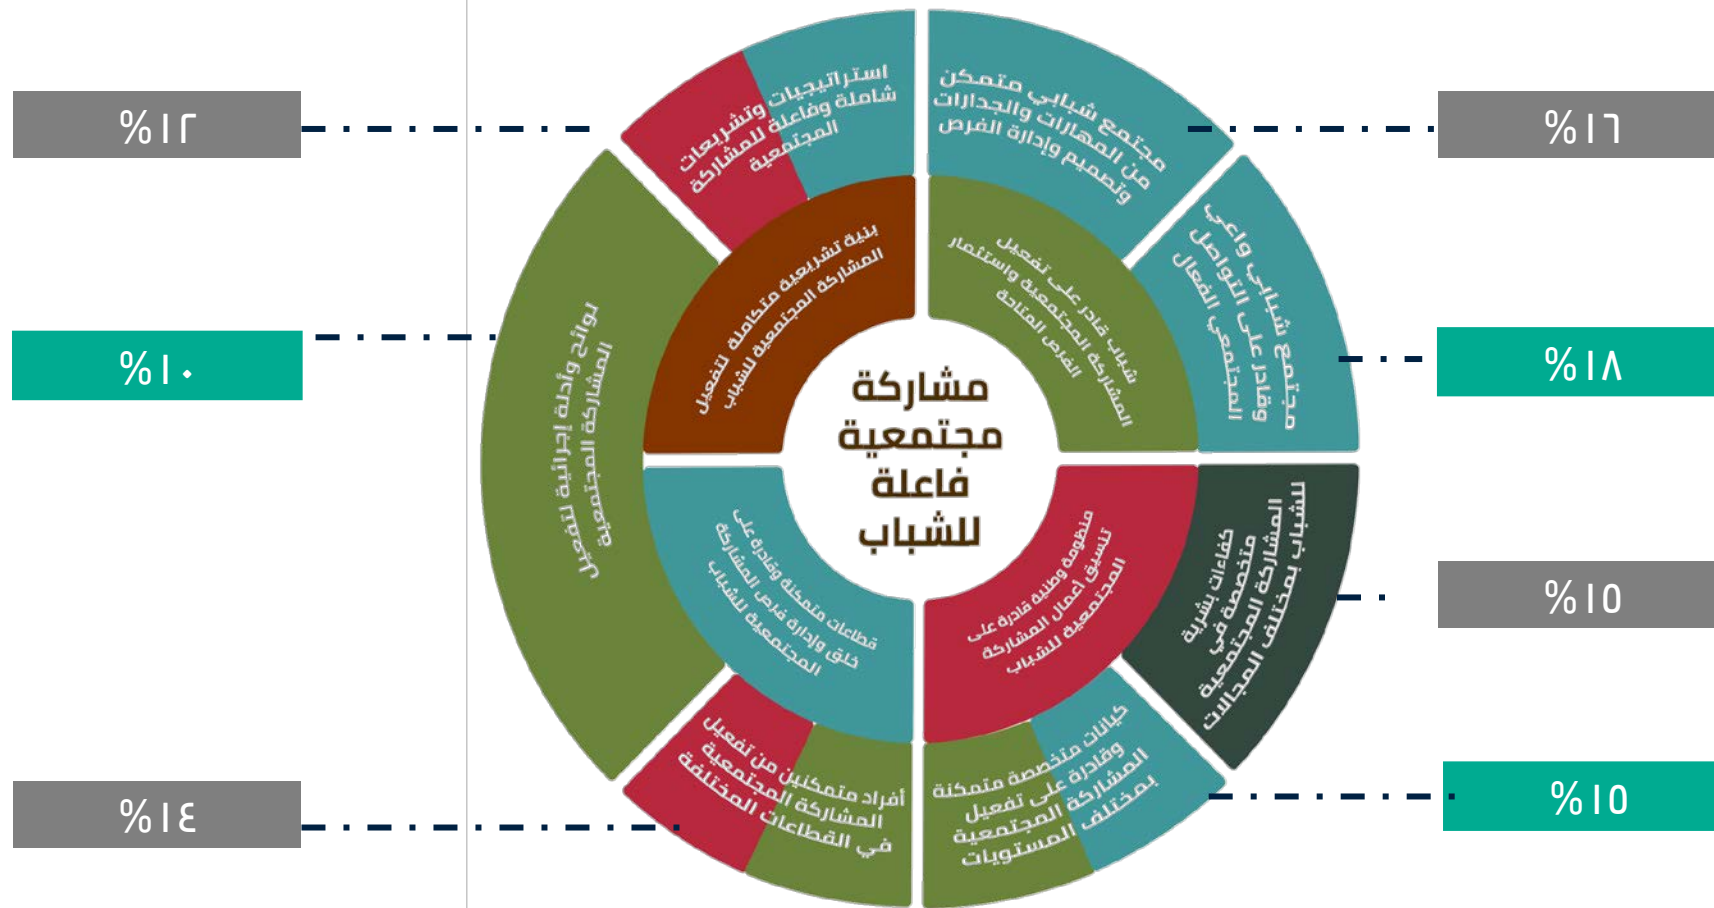 مشاركة
مجتمعية
فاعلة
للشباب
مجتمع شبابي متمكن
من المهارات والجدارات
وتصميم وإدارة الفرص
%١٦
مجتمع شبابي واعي
وقادر على التواصل
المجتمعي الفعال
%١٨
كفاءات بشرية
متخصصة في
المشاركة المجتمعية
للشباب بمختلف المجالات
%١٥
كيانات متخصصة متمكنة
وقادرة على تفعيل
المشاركة المجتمعية
بمختلف المستويات
%١٥
أفراد متمكنين من تفعيل
المشاركة المجتمعية
في القطاعات المختلفة
%١٤
لوائح وأدلة إجرائية لتفعيل
المشاركة المجتمعية
%١٠
استراتيجيات وتشريعات
شاملة وفاعلة للمشاركة
المجتمعية
%١٢
شباب قادر على تفعيل
المشاركة المجتمعية واستثمار
الفرص المتاحة
منظومة وطنية قادرة على
تنسيق أعمال المشاركة
المجتمعية للشباب
قطاعات متمكنة وقادرة على
خلق وإدارة فرص المشاركة
المجتمعية للشباب
بنية تشريعية متكاملة لتفعيل
المشاركة المجتمعية للشباب